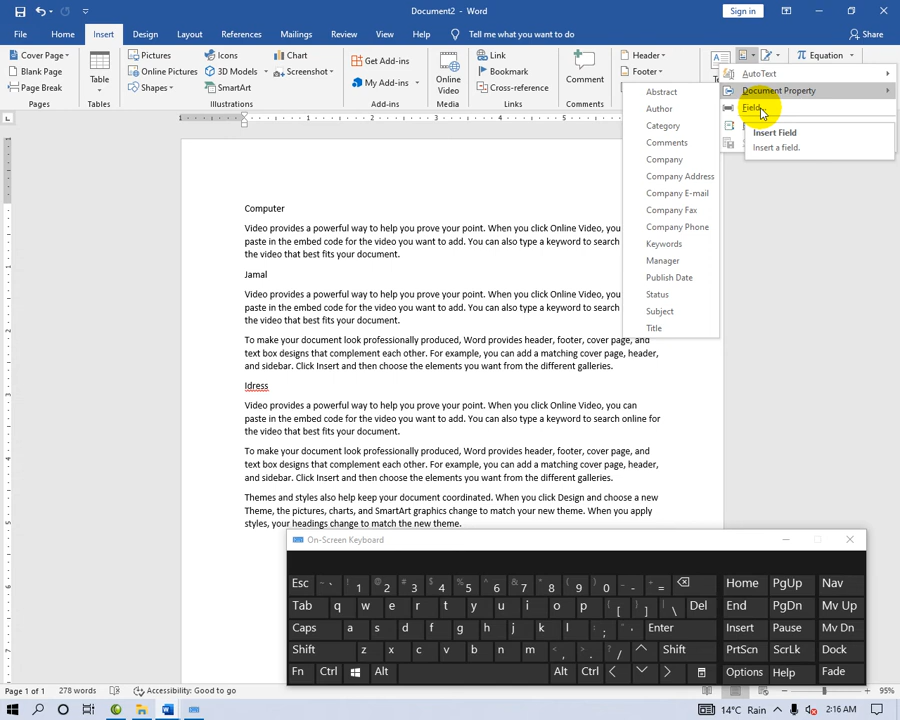 Document2 - Word
Sign in
File Home Insert Design Layout References Mailings Review View Help Tell me what you want to do Share
Cover Page
Blank Page
Page Break
Pages
Table
Tables
Pictures
Online Pictures
Shapes
Icons
3D Models
SmartArt
Chart
Screenshot
Illustrations
Get Add-ins
My Add-ins
Add-ins
Online
Video
Media
Link
Bookmark
Cross-reference
Links
Comment
Comments
Header
Footer
Equation
AutoText
Document Property
Field
Insert Field
Insert a field.
Abstract
Author
Category
Comments
Company
Company Address
Company E-mail
Company Fax
Company Phone
Keywords
Manager
Publish Date
Status
Subject
Title
Computer
Video provides a powerful way to help you prove your point. When you click Online Video, you
paste in the embed code for the video you want to add. You can also type a keyword to search
the video that best fits your document.
Jamal
Video provides a powerful way to help you prove your point. When you click Online Video, you
paste in the embed code for the video you want to add. You can also type a keyword to search
the video that best fits your document.
To make your document look professionally produced, Word provides header, footer, cover page, and
text box designs that complement each other. For example, you can add a matching cover page, header,
and sidebar. Click Insert and then choose the elements you want from the different galleries.
Idress
Video provides a powerful way to help you prove your point. When you click Online Video, you can
paste in the embed code for the video you want to add. You can also type a keyword to search online for
the video that best fits your document.
To make your document look professionally produced, Word provides header, footer, cover page, and
text box designs that complement each other. For example, you can add a matching cover page, header,
and sidebar. Click Insert and then choose the elements you want from the different galleries.
Themes and styles also help keep your document coordinated. When you click Design and choose a new
Theme, the pictures, charts, and SmartArt graphics change to match your new theme. When you apply
styles, your headings change to match the new theme.
On-Screen Keyboard
Esc ~ ` ! 1 @ 2 # 3 $ 4 % 5 ^ 6 & 7 * 8 ( 9 ) 0 _ - + = Home PgUp Nav
Tab q w e r t y u i o p { [ } ] | \ Del End PgDn Mv Up
Caps a s d f g h j k l : ; " ' Enter Insert Pause Mv Dn
Shift z x c v b n m < , > . ? / Shift PrtScn ScrLk Dock
Fn Ctrl Alt Alt Ctrl Options Help Fade
Page 1 of 1 278 words Accessibility: Good to go 95%
14°C Rain 2:16 AM